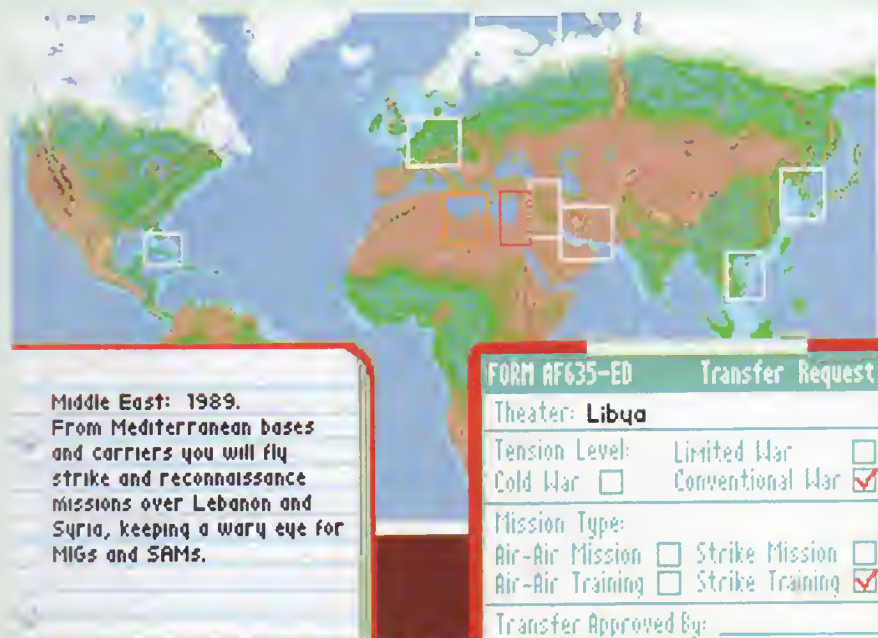 Middle East: 1989.
From Mediterranean bases
and carriers you will fly
strike and reconnaissance
missions over Lebanon and
Syria, keeping a wary eye for
MIGs and SAMs.
FORM AF635-ED Transfer Request
Theater: Libya
Tension Level: Limited War
Cold War Conventional War
Mission Type:
Air-Air Mission Strike Mission
Air-Air Training Strike Training
Transfer Approved By: